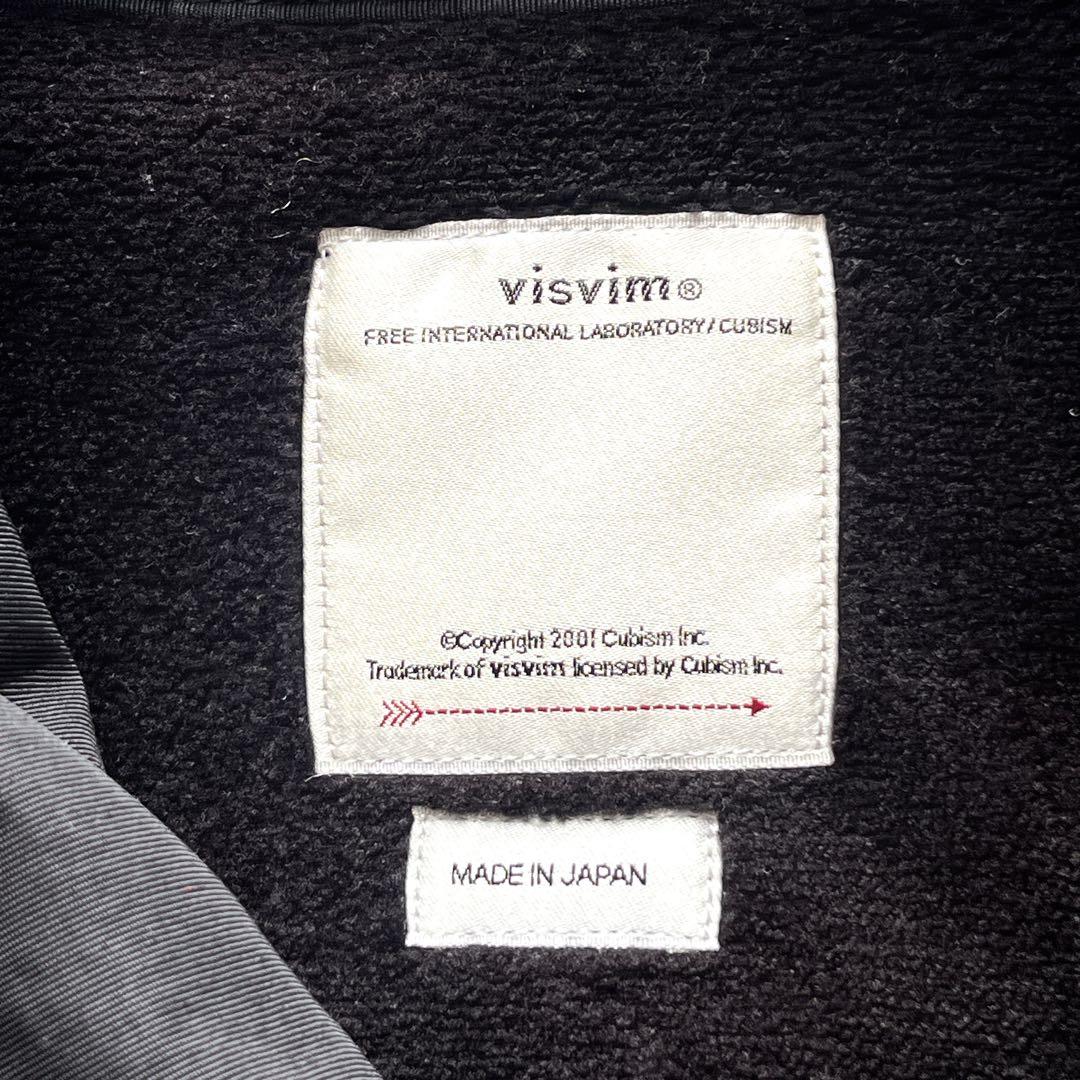 visvim®
FREE INTERNATIONAL LABORATORY/CUBISM
©Copyright 2001 Cubism Inc.
Trademark of visvim licensed by Cubism Inc.
MADE IN JAPAN